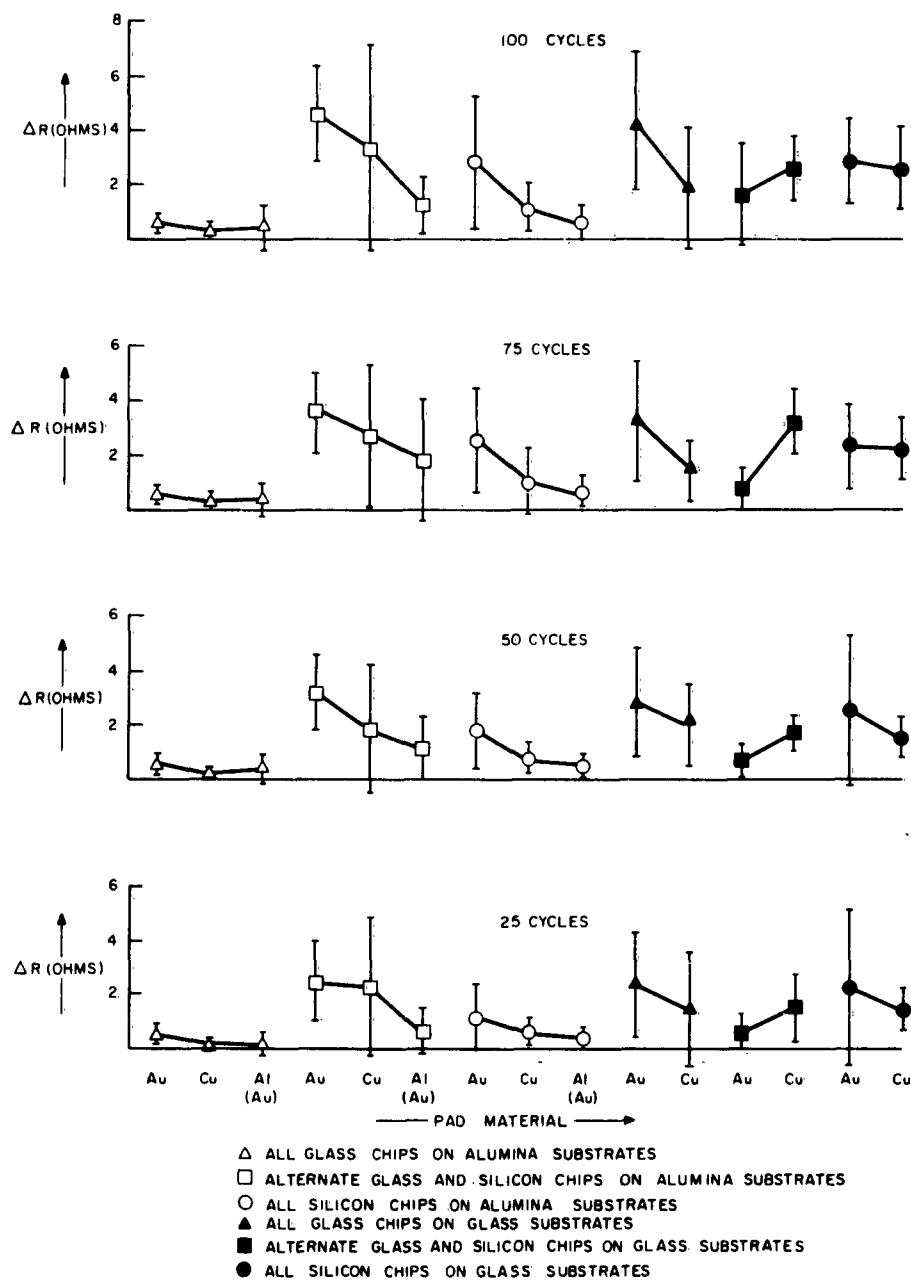 100 CYCLES
8
6
4
2
ΔR(OHMS)
75 CYCLES
6
4
2
ΔR(OHMS)
50 CYCLES
6
4
2
ΔR(OHMS)
25 CYCLES
6
4
2
ΔR(OHMS)
Au Cu Al Au Cu Al Au Cu Al Au Cu Au Cu Au Cu
(Au) (Au) (Au)
PAD MATERIAL
ALL GLASS CHIPS ON ALUMINA SUBSTRATES
ALTERNATE GLASS AND SILICON CHIPS ON ALUMINA SUBSTRATES
ALL SILICON CHIPS ON ALUMINA SUBSTRATES
ALL GLASS CHIPS ON GLASS SUBSTRATES
ALTERNATE GLASS AND SILICON CHIPS ON GLASS SUBSTRATES
ALL SILICON CHIPS ON GLASS SUBSTRATES